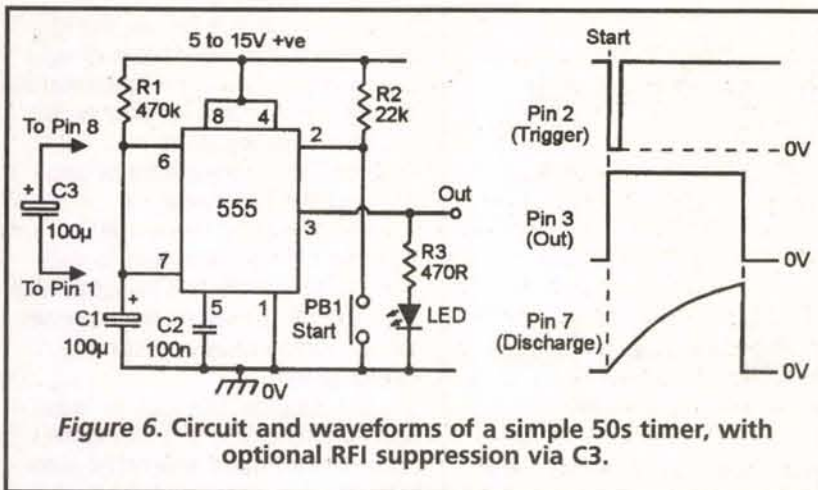 5 to 15V +ve
R1
470k
R2
22k
To Pin 8
8
4
2
6
+
C3
100µ
555
Out
3
R3
470R
To Pin 1
7
+
5
1
PB1
Start
LED
C1
100µ
C2
100n
0V
Start
Pin 2
(Trigger)
0V
Pin 3
(Out)
0V
Pin 7
(Discharge)
0V
Figure 6. Circuit and waveforms of a simple 50s timer, with
optional RFI suppression via C3.